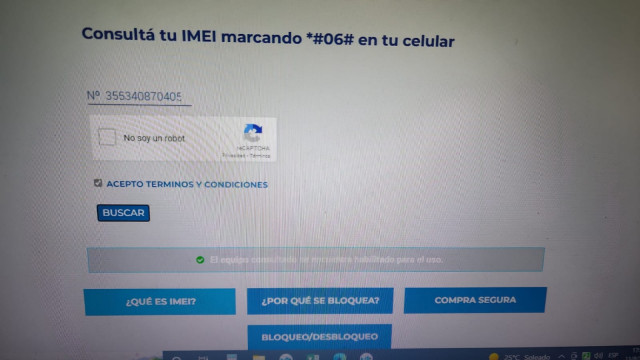 Consultá tu IMEI marcando *#06# en tu celular
Nº 355340870405
No soy un robot
reCAPTCHA
Privacidad - Términos
ACEPTO TERMINOS Y CONDICIONES
BUSCAR
El equipo consultado se encuentra habilitado para el uso.
¿QUÉ ES IMEI?
¿POR QUÉ SE BLOQUEA?
COMPRA SEGURA
BLOQUEO/DESBLOQUEO
25°C Soleado
ESP